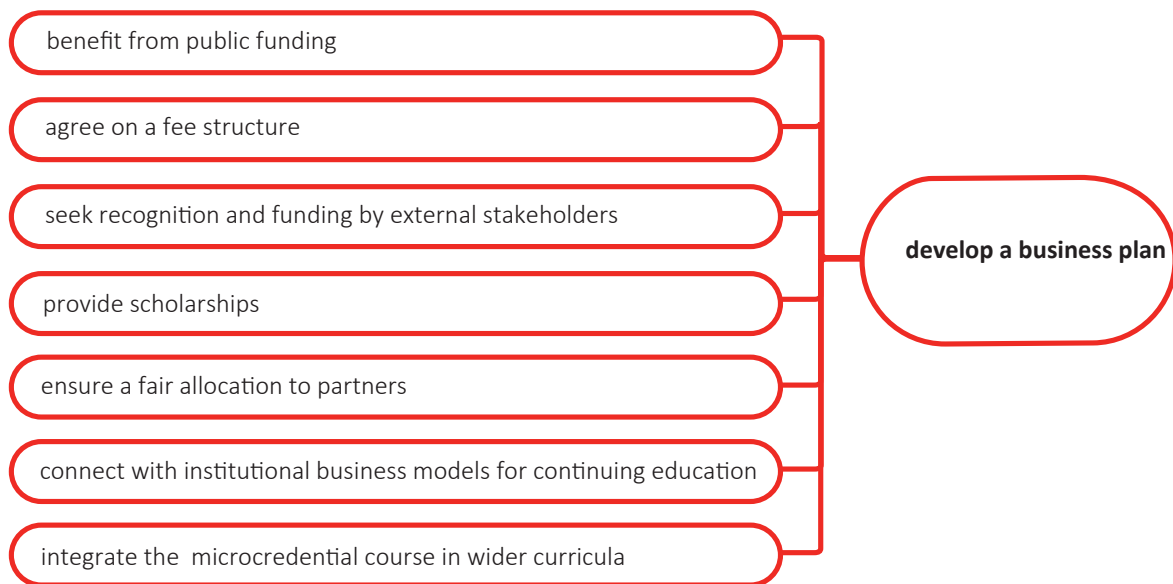 benefit from public funding
agree on a fee structure
seek recognition and funding by external stakeholders
develop a business plan
provide scholarships
ensure a fair allocation to partners
connect with institutional business models for continuing education
integrate the  microcredential course in wider curricula